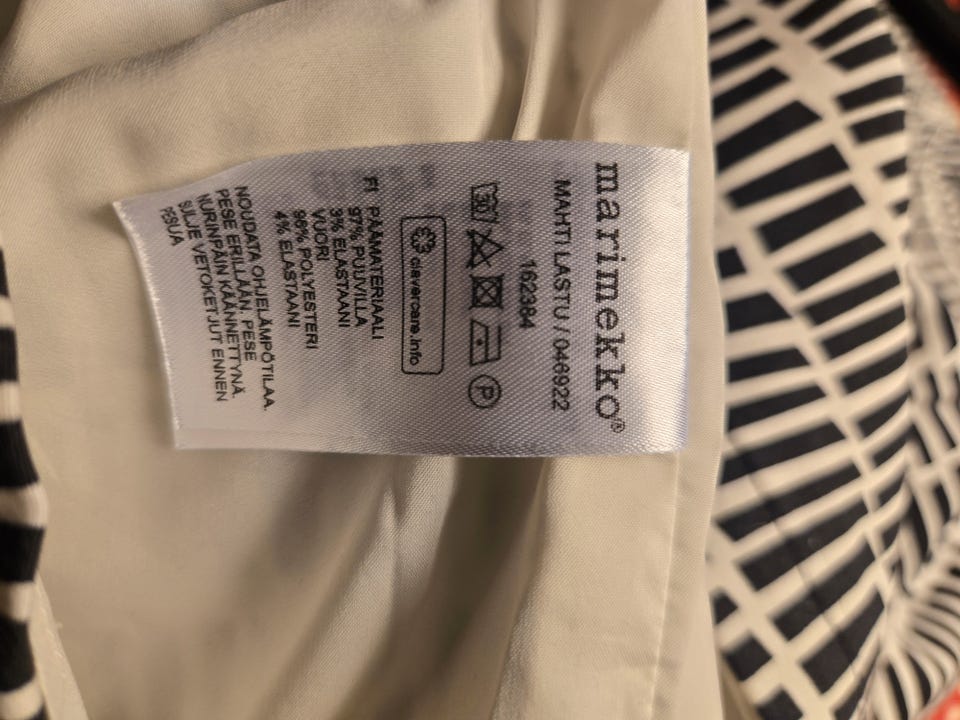 marimekko®
MAHTI LASTU / 046922
162384
30 P
clevercare.info
FI PÄÄMATERIAALI
97% PUUVILLA
3% ELASTAANI
VUORI
96% POLYESTERI
4% ELASTAANI
NOUDATA OHJELÄMPÖTILAA.
PESE ERILLÄÄN. PESE
NURINPÄIN KÄÄNNETTYNÄ.
SULJE VETOKETJUT ENNEN
PESUA